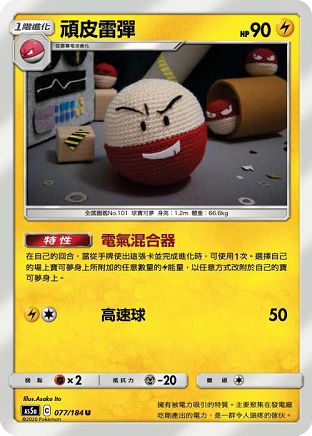 1階進化
頑皮雷彈
HP 90
從霹靂電球進化
全國圖鑑No.101 球寶可夢 身高：1.2m 體重：66.6kg
特性 電氣混合器
在自己的回合，當從手牌使出這張卡並完成進化時，可使用1次。選擇自己
的場上寶可夢身上所附加的任意數量的能量，以任意方式改附於自己的寶
可夢身上。
高速球 50
弱點 ×2 抵抗力 -20 撤退
Illus.Asako Ito
AS5a C 077/184 U
©2020 Pokémon
擁有被電力吸引的特性。主要聚集在發電廠
吃剛產出的電力，是一群令人頭疼的傢伙。